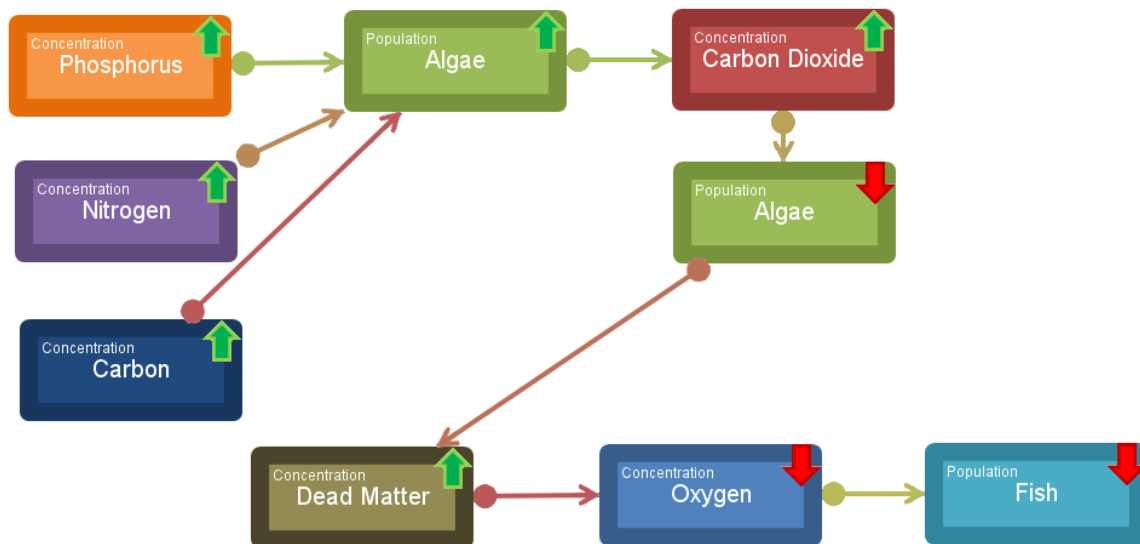 Concentration
Phosphorus
Population
Algae
Concentration
Carbon Dioxide
Concentration
Nitrogen
Population
Algae
Concentration
Carbon
Concentration
Dead Matter
Concentration
Oxygen
Population
Fish